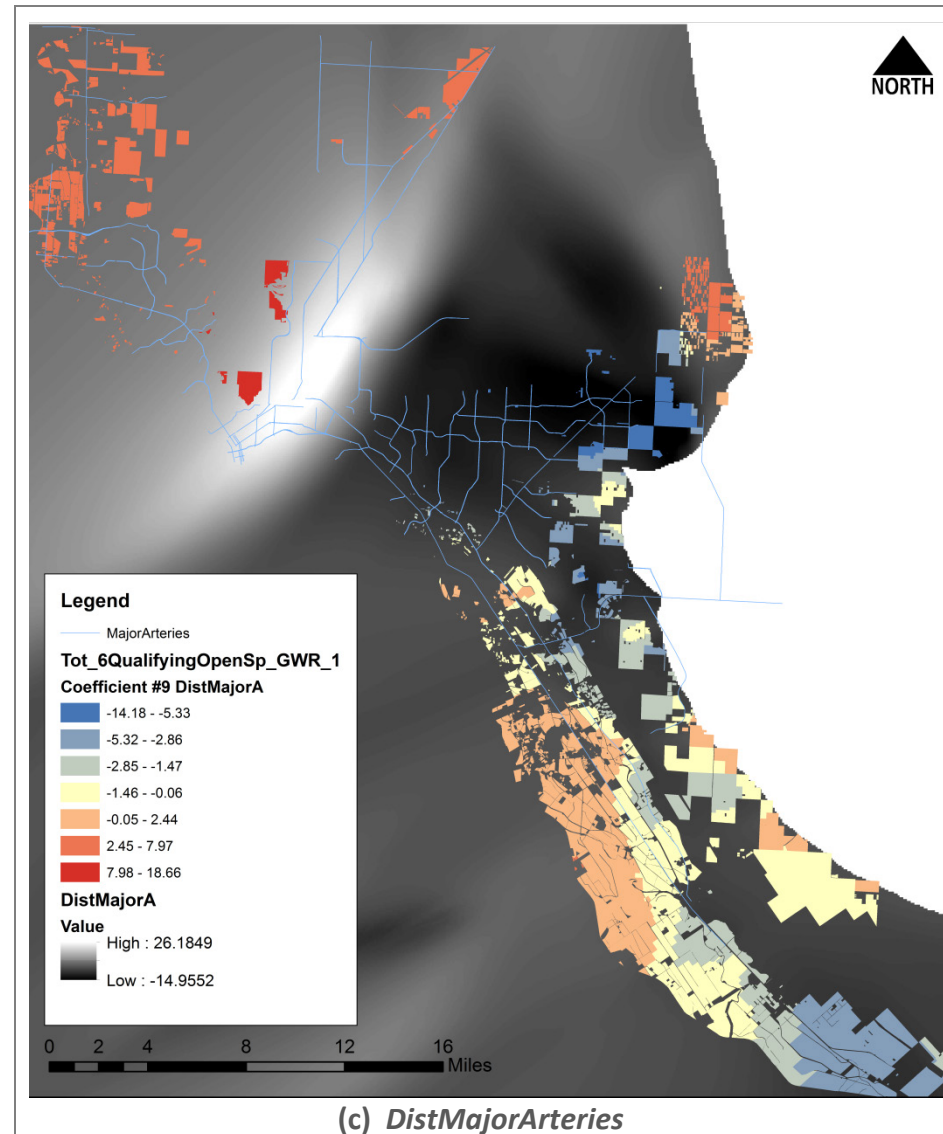 NORTH
Legend
MajorArteries
Tot_6QualifyingOpenSp_GWR_1
Coefficient #9 DistMajorA
-14.18 - -5.33
-5.32 - -2.86
-2.85 - -1.47
-1.46 - -0.06
-0.05 - 2.44
2.45 - 7.97
7.98 - 18.66
DistMajorA
Value
High : 26.1849
Low : -14.9552
0 2 4 8 12 16
Miles
(c) DistMajorArteries